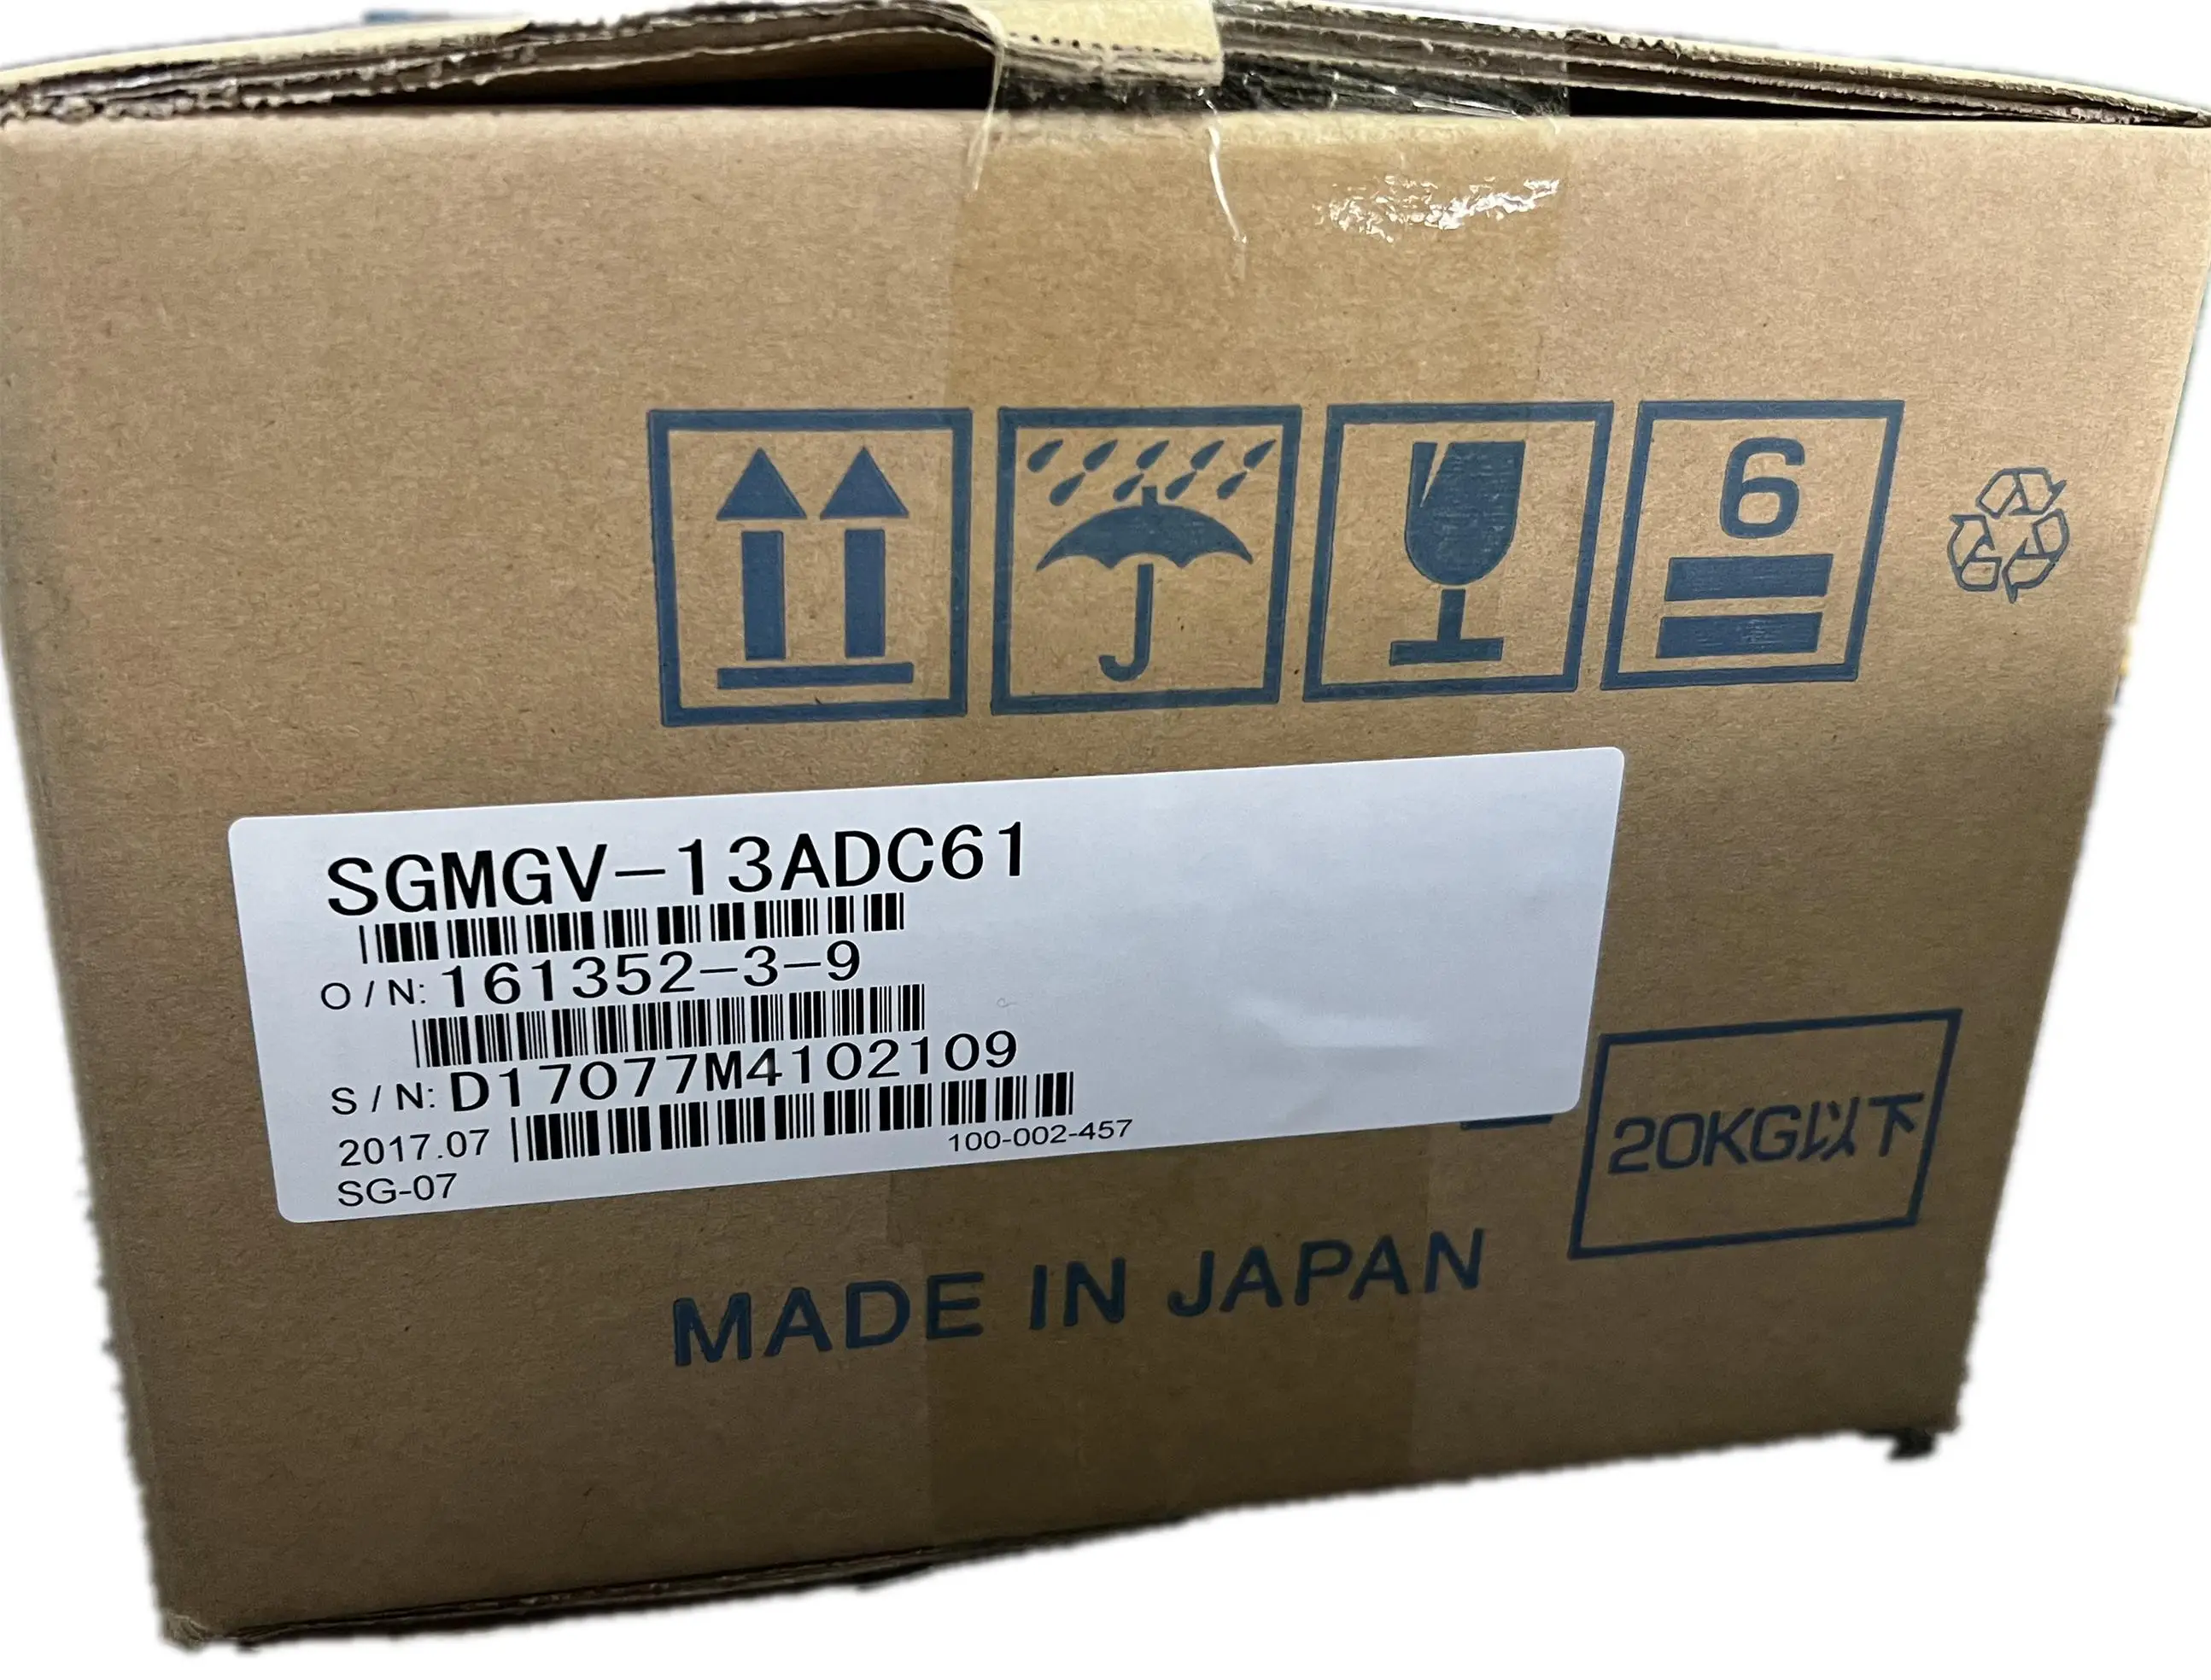 6
SGMGV-13ADC61
O/N: 161352-3-9
S/N: D17077M4102109
2017.07
100-002-457
SG-07
20KG以下
MADE IN JAPAN